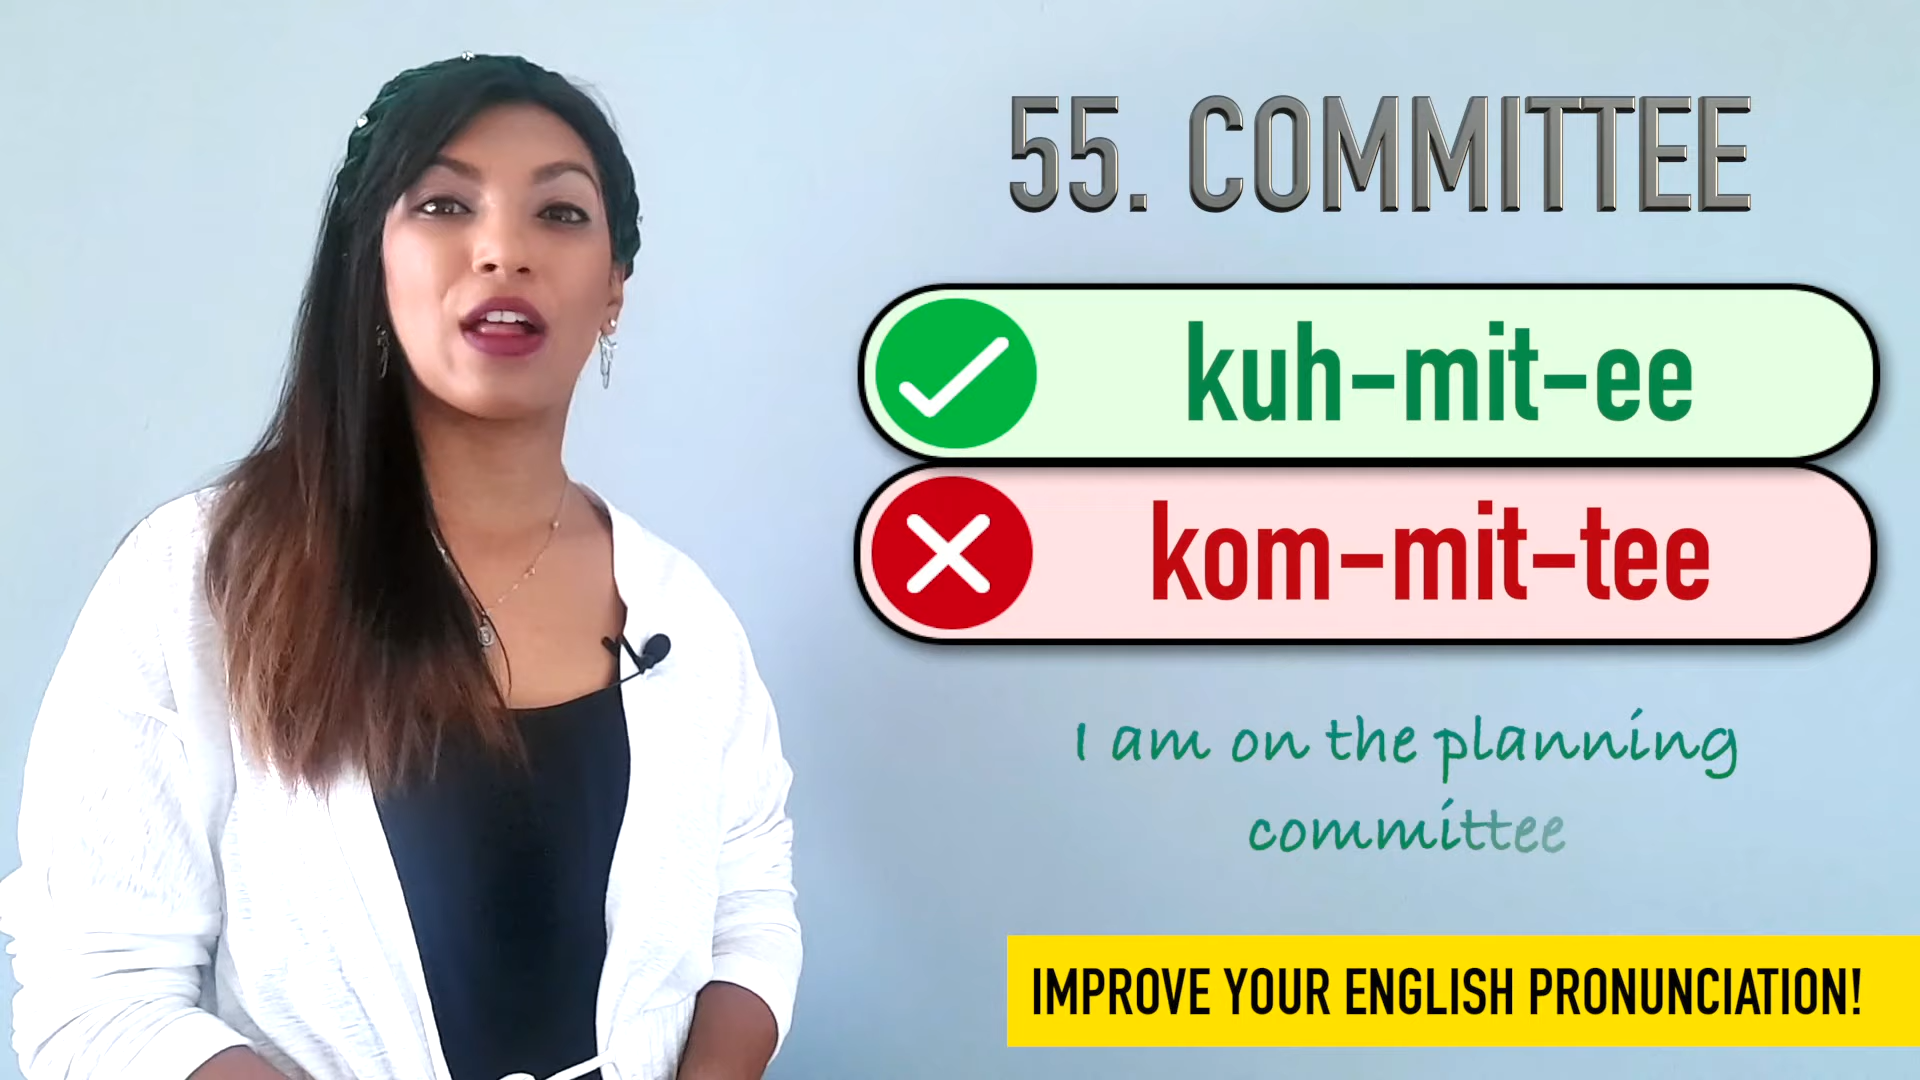 55. COMMITTEE
kuh-mit-ee
kom-mit-tee
I am on the planning
committee
IMPROVE YOUR ENGLISH PRONUNCIATION!